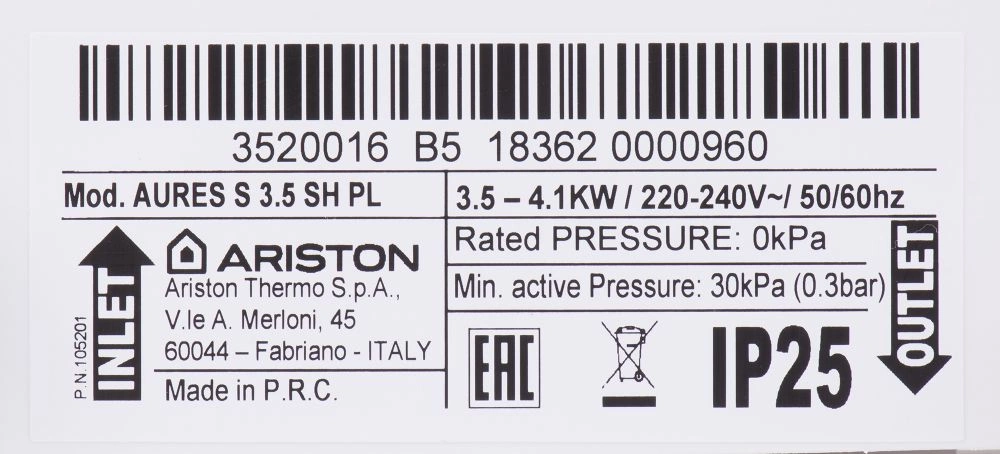 3520016 B5 18362 0000960
Mod. AURES S 3.5 SH PL
3.5 – 4.1KW / 220-240V~/ 50/60hz
INLET
P.N.105201
ARISTON
Ariston Thermo S.p.A.,
V.le A. Merloni, 45
60044 – Fabriano - ITALY
Made in P.R.C.
Rated PRESSURE: 0kPa
Min. active Pressure: 30kPa (0.3bar)
OUTLET
EAC
IP25